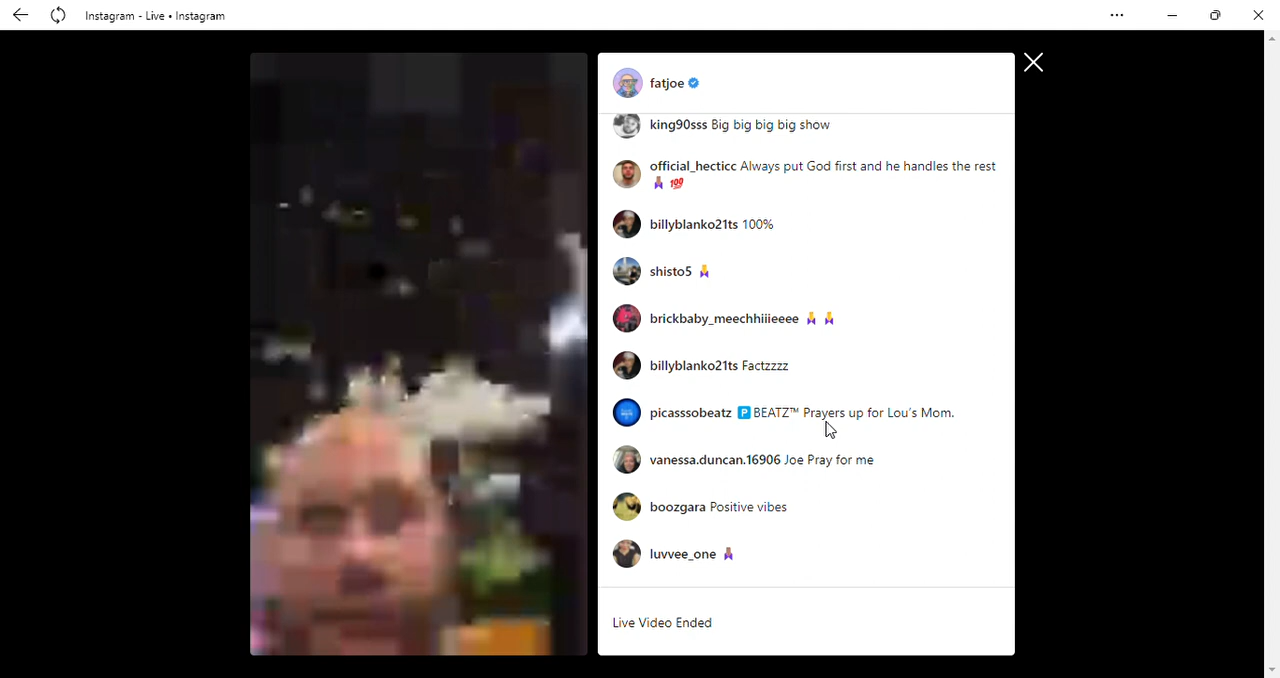 Instagram - Live • Instagram
fatjoe
king90sss Big big big big show
official_hecticc Always put God first and he handles the rest
🙏🏽 💯
billyblanko21ts 100%
shisto5 🙏
brickbaby_meechhiiieeee 🙏 🙏
billyblanko21ts Factzzzz
picasssobeatz 🅿️BEATZ™ Prayers up for Lou's Mom.
vanessa.duncan.16906 Joe Pray for me
boozgara Positive vibes
luvvee_one 🙏🏽
Live Video Ended